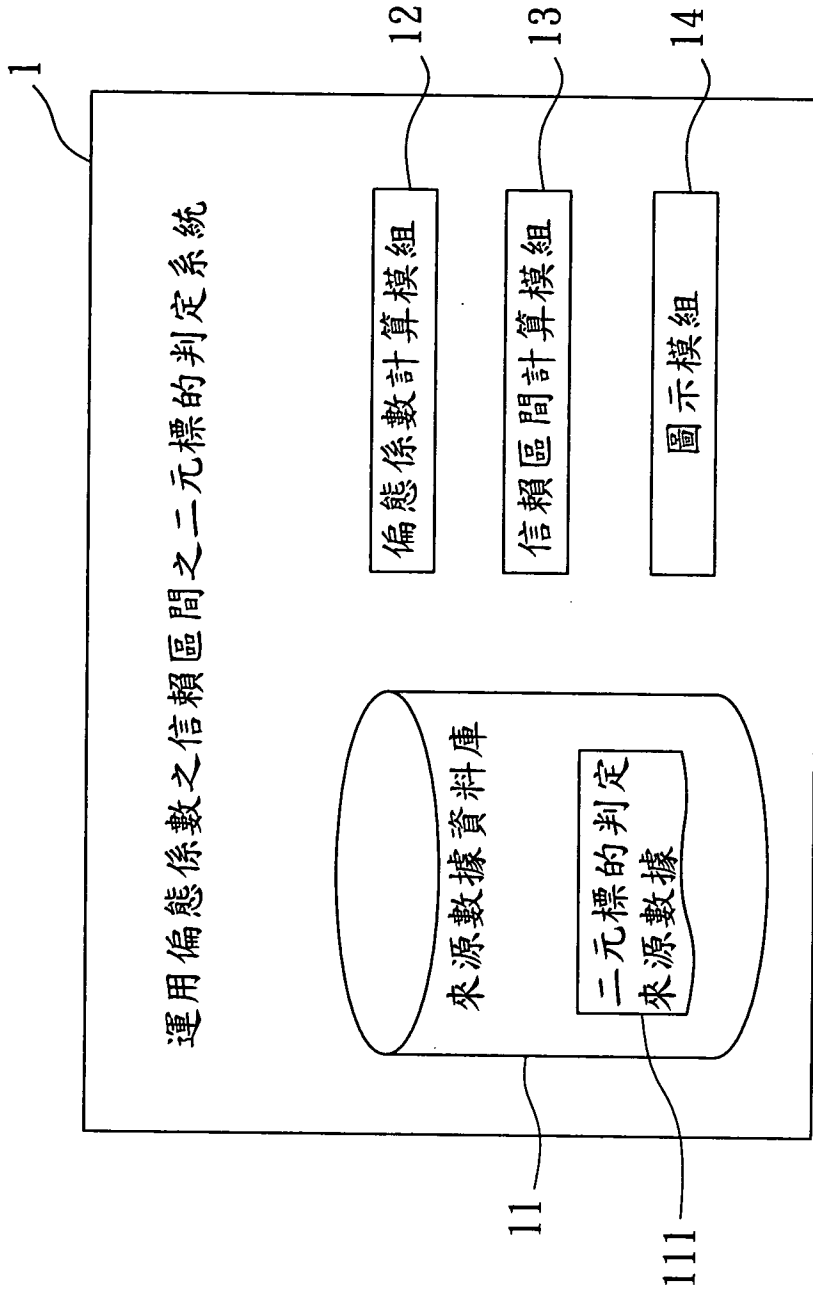 1
運用偏態係數之信賴區間之二元標的判定系統
來源數據資料庫
二元標的判定
來源數據
11
111
偏態係數計算模組
12
信賴區間計算模組
13
圖示模組
14